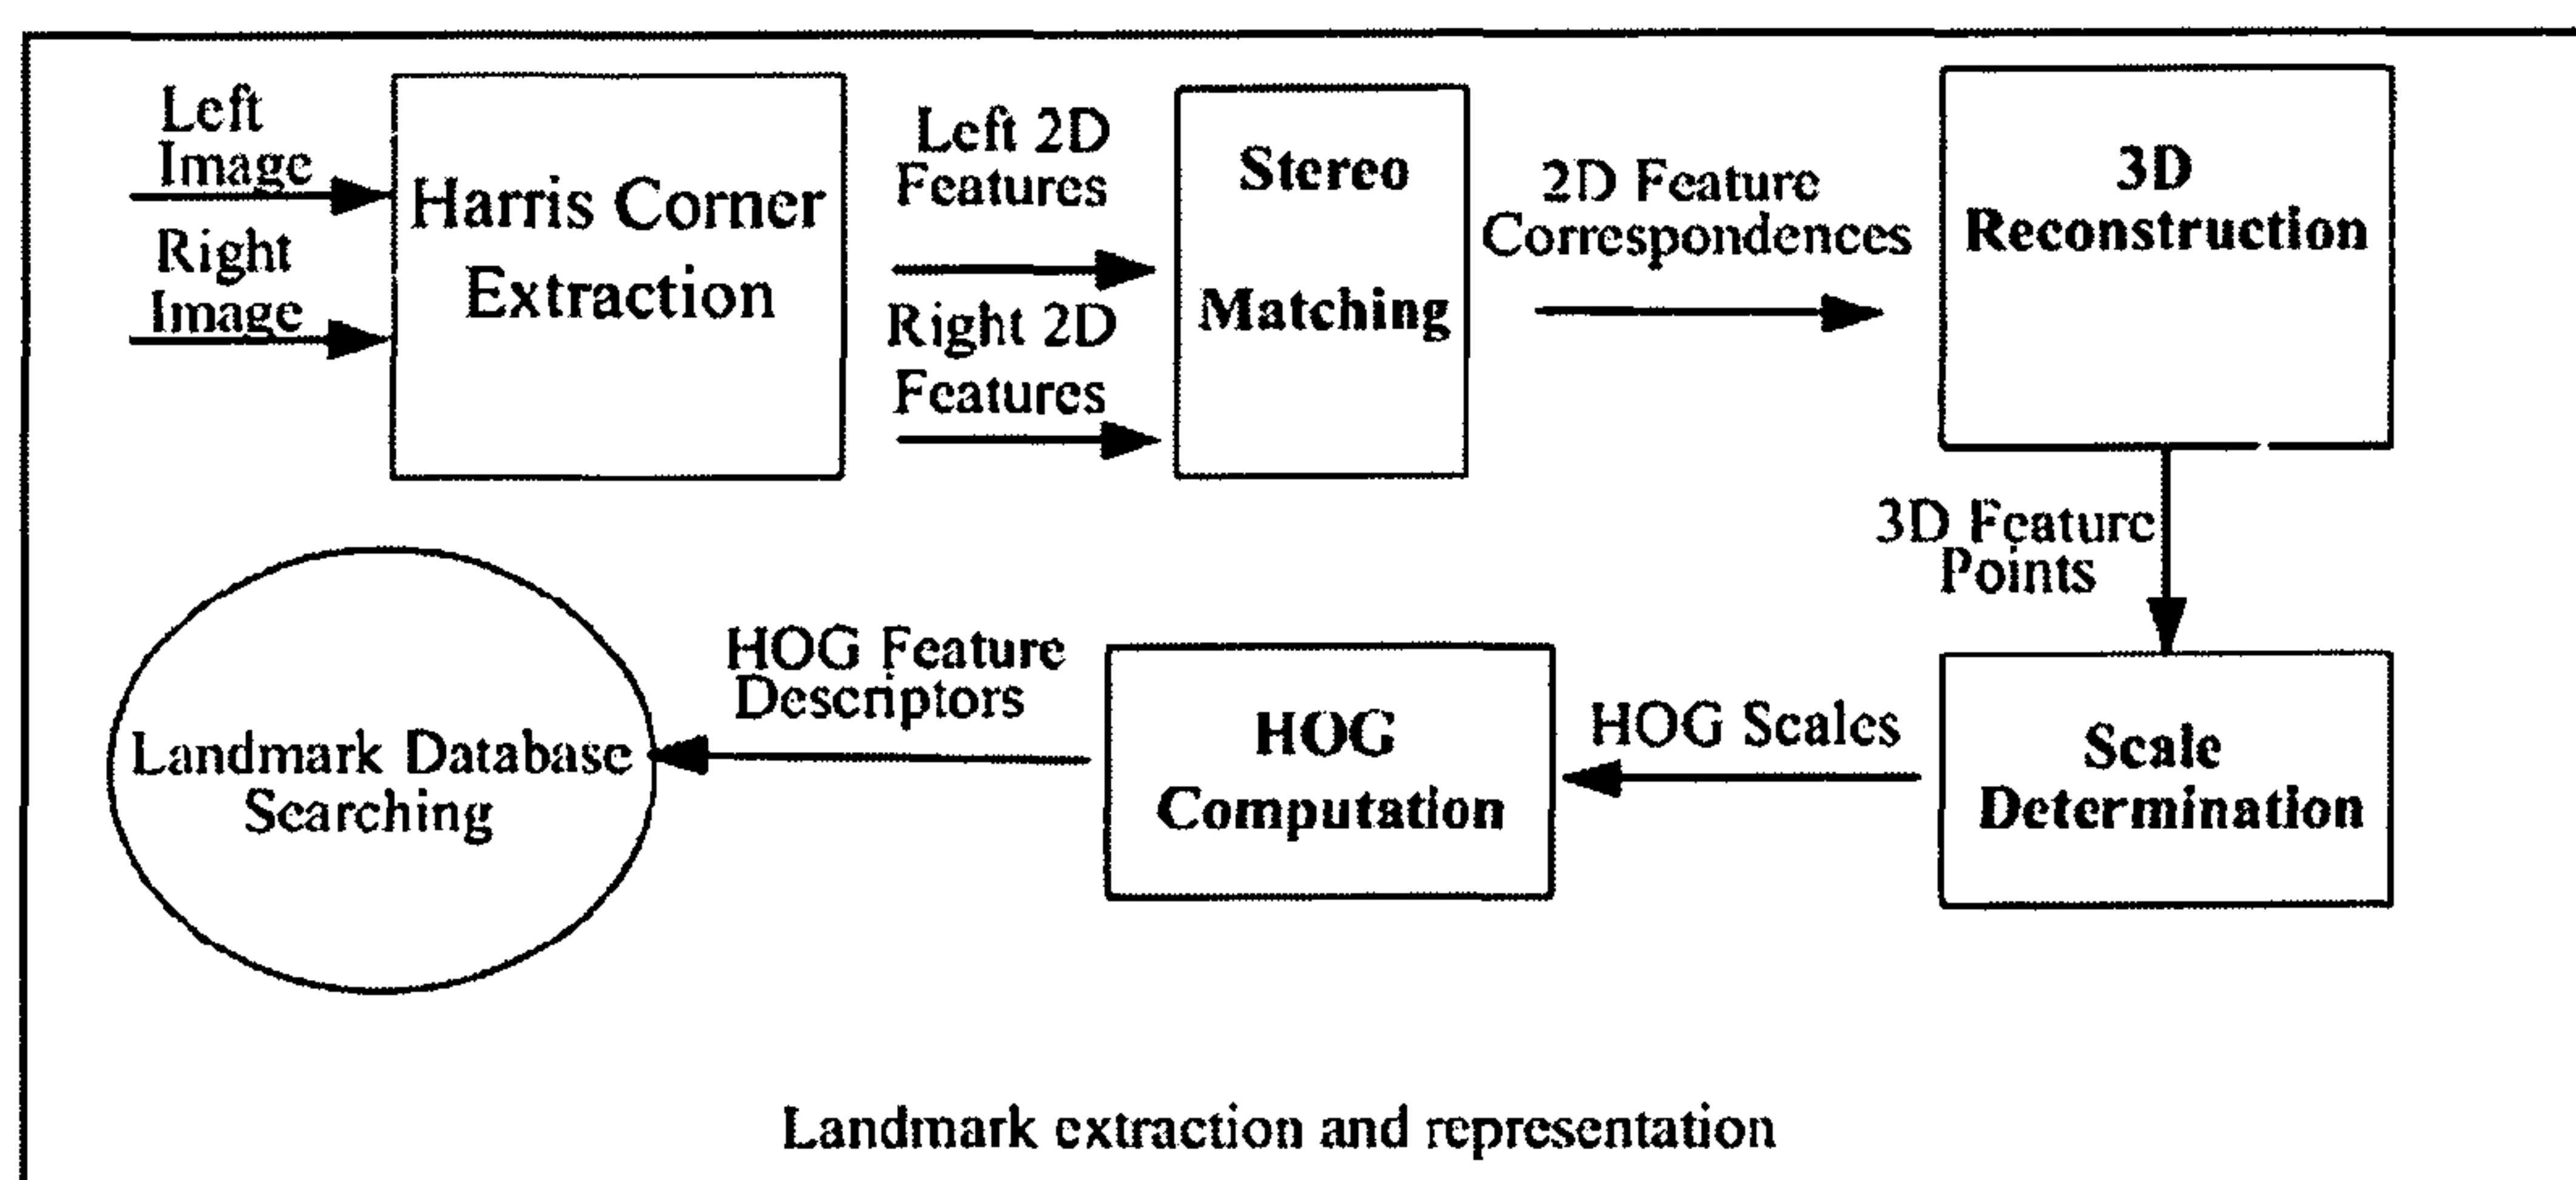 Left
Image
Right
Image
Harris Corner
Extraction
Left 2D
Features
Right 2D
Features
Stereo
Matching
2D Feature
Correspondences
3D
Reconstruction
3D Feature
Points
Scale
Determination
HOG Scales
HOG
Computation
HOG Feature
Descriptors
Landmark Database
Searching
Landmark extraction and representation